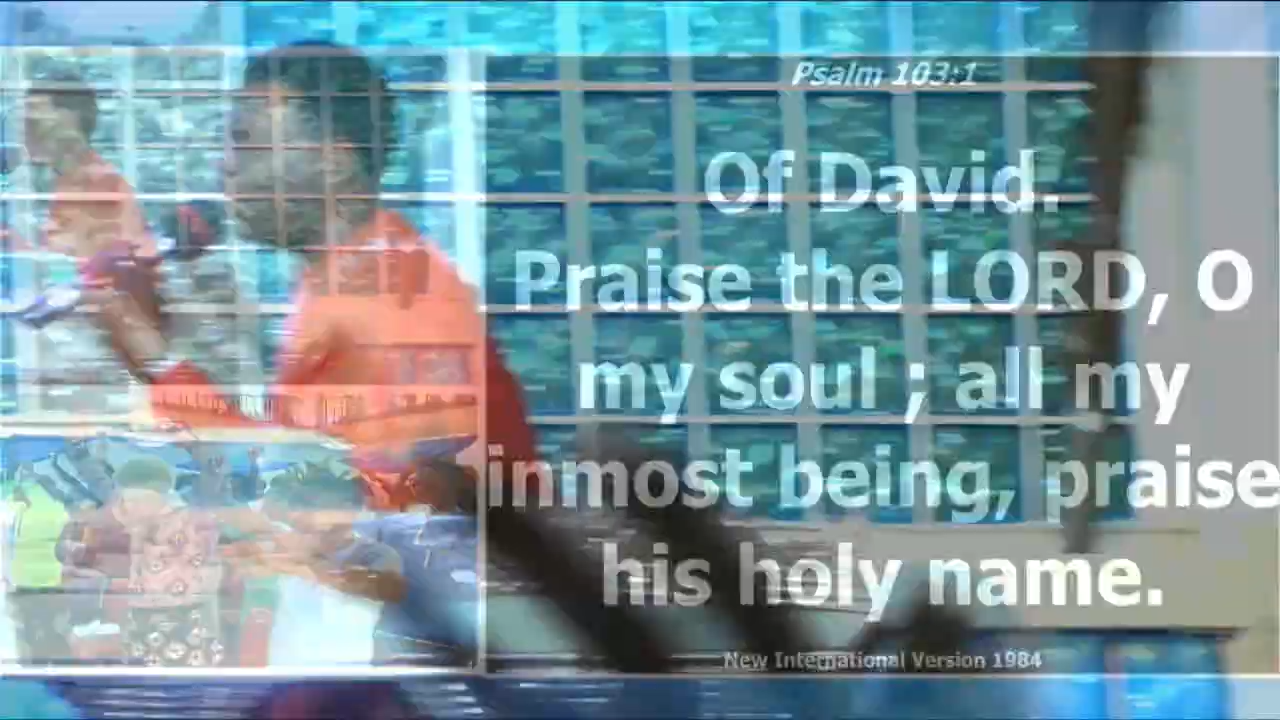 Psalm 103:1
Of David.
Praise the LORD, O
my soul ; all my
inmost being, praise
his holy name.
New International Version 1984